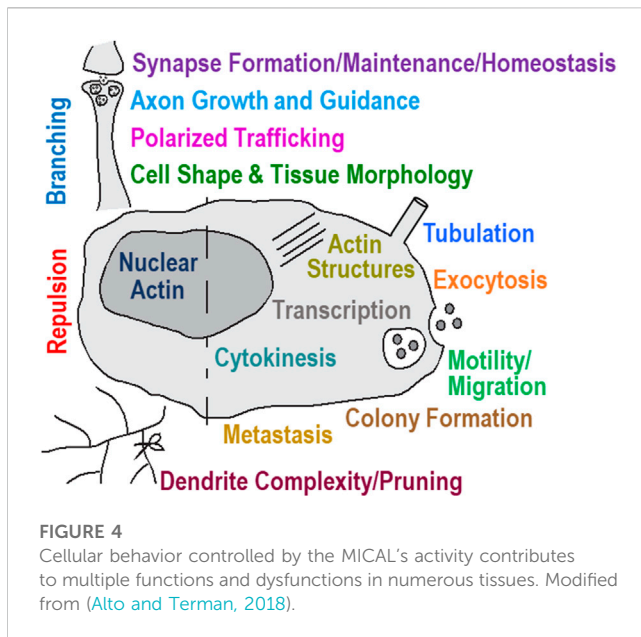 Synapse Formation/Maintenance/Homeostasis
Axon Growth and Guidance
Branching
Polarized Trafficking
Cell Shape & Tissue Morphology
Tubulation
Actin
Structures
Nuclear
Actin
Exocytosis
Repulsion
Transcription
Cytokinesis
Motility/
Migration
Colony Formation
Metastasis
Dendrite Complexity/Pruning
FIGURE 4
Cellular behavior controlled by the MICAL's activity contributes
to multiple functions and dysfunctions in numerous tissues. Modified
from (Alto and Terman, 2018).